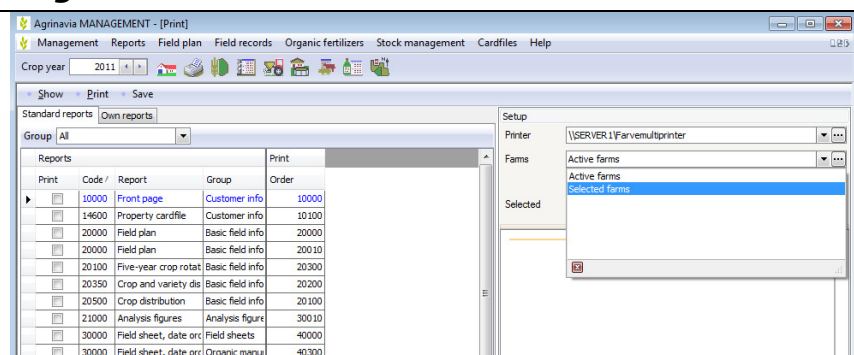 Agrinavia MANAGEMENT - [Print]
Management Reports Field plan Field records Organic fertilizers Stock management Cardfiles Help
Crop year 2011
Show Print Save
Standard reports Own reports
Group All
Setup
Printer \\SERVER1\Farvemultiprinter
Farms Active farms
Active farms
Selected farms
Selected
Reports Print
Print Code / Report Group Order
10000 Front page Customer info 10000
14600 Property cardfile Customer info 10100
20000 Field plan Basic field info 20000
20000 Field plan Basic field info 20010
20100 Five-year crop rotat Basic field info 20300
20350 Crop and variety dis Basic field info 20200
20500 Crop distribution Basic field info 20100
21000 Analysis figures Analysis figure 30010
30000 Field sheet, date orc Field sheets 40000
30000 Field sheet, date orc Organic manu 40300